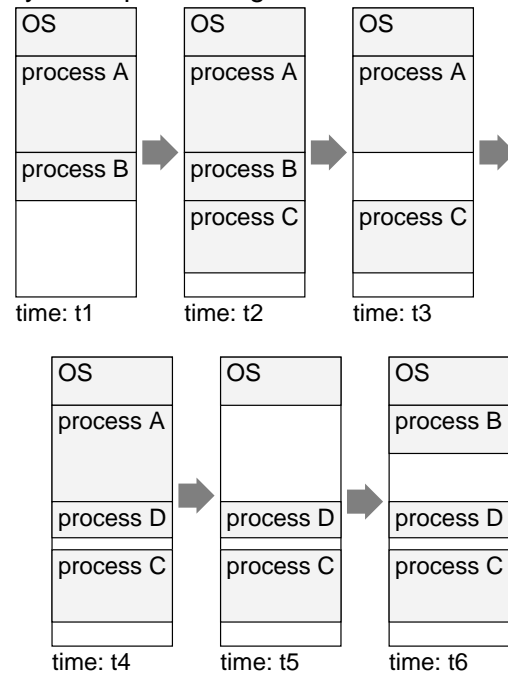 OS
process A
process B
time: t1
OS
process A
process B
process C
time: t2
OS
process A
process C
time: t3
OS
process A
process D
process C
time: t4
OS
process D
process C
time: t5
OS
process B
process D
process C
time: t6